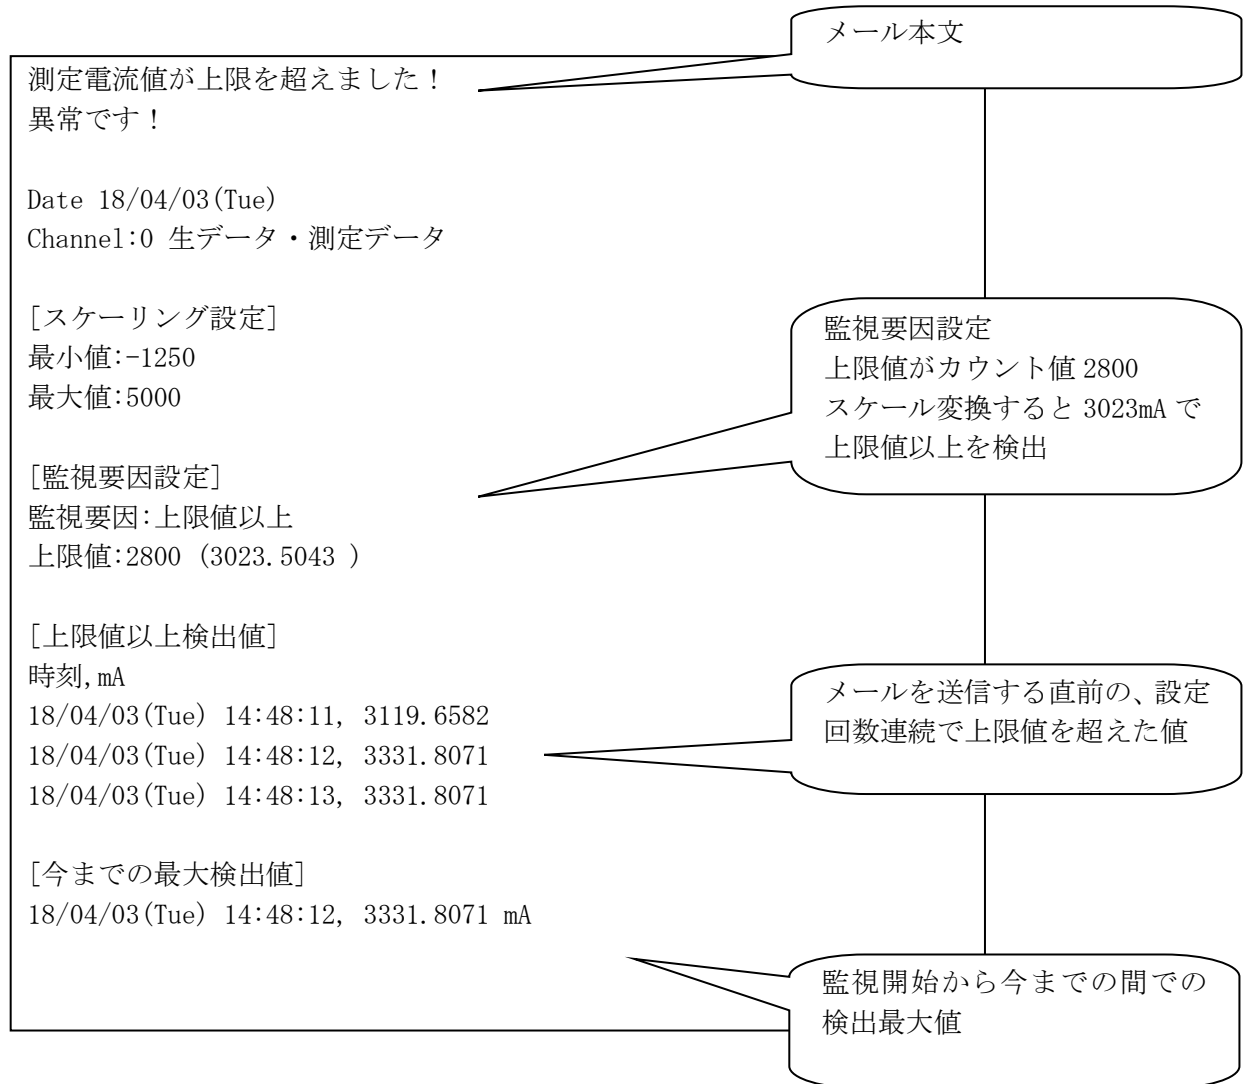 メール本文
測定電流値が上限を超えました！
異常です！
Date 18/04/03(Tue)
Channel:0 生データ・測定データ
[スケーリング設定]
最小値:-1250
最大値:5000
監視要因設定
上限値がカウント値 2800
スケール変換すると 3023mA で
上限値以上を検出
[監視要因設定]
監視要因:上限値以上
上限値:2800 (3023.5043 )
[上限値以上検出値]
時刻,mA
18/04/03(Tue) 14:48:11, 3119.6582
18/04/03(Tue) 14:48:12, 3331.8071
18/04/03(Tue) 14:48:13, 3331.8071
メールを送信する直前の、設定
回数連続で上限値を超えた値
[今までの最大検出値]
18/04/03(Tue) 14:48:12, 3331.8071 mA
監視開始から今までの間での
検出最大値